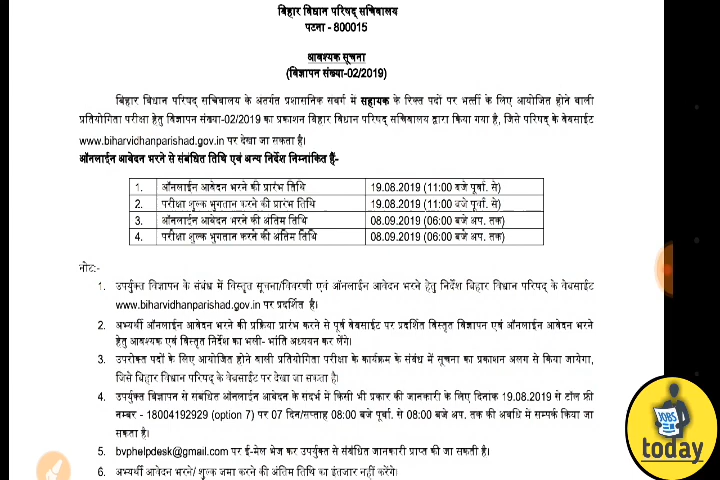 बिहार विधान परिषद् सचिवालय
पटना - 800015
आवश्यक सूचना
(विज्ञापन संख्या-02/2019)
बिहार विधान परिषद् सचिवालय के अंतर्गत प्रशासनिक संवर्ग में सहायक के रिक्त पदों पर भर्त्ती के लिए आयोजित होने वाली
प्रतियोगिता परीक्षा हेतु विज्ञापन संख्या-02/2019 का प्रकाशन बिहार विधान परिषद् सचिवालय द्वारा किया गया है, जिसे परिषद् के वेबसाईट
www.biharvidhanparishad.gov.in पर देखा जा सकता है।
ऑनलाईन आवेदन भरने से संबंधित तिथि एवं अन्य निर्देश निम्नांकित हैं-
1. ऑनलाईन आवेदन भरने की प्रारंभ तिथि 19.08.2019 (11:00 बजे पूर्वा. से)
2. परीक्षा शुल्क भुगतान करने की प्रारंभ तिथि 19.08.2019 (11:00 बजे पूर्वा. से)
3. ऑनलाईन आवेदन भरने की अंतिम तिथि 08.09.2019 (06:00 बजे अप. तक)
4. परीक्षा शुल्क भुगतान करने की अंतिम तिथि 08.09.2019 (06:00 बजे अप. तक)
नोटः-
1. उपर्युक्त विज्ञापन के संबंध में विस्तृत सूचना/विवरणी एवं ऑनलाईन आवेदन भरने हेतु निर्देश बिहार विधान परिषद् के वेबसाईट
www.biharvidhanparishad.gov.in पर प्रदर्शित है।
2. अभ्यर्थी ऑनलाईन आवेदन भरने की प्रक्रिया प्रारंभ करने से पूर्व वेबसाईट पर प्रदर्शित विस्तृत विज्ञापन एवं ऑनलाईन आवेदन भरने
हेतु आवश्यक एवं विस्तृत निर्देश का भली- भांति अध्ययन कर लेंगे।
3. उपरोक्त पदों के लिए आयोजित होने वाली प्रतियोगिता परीक्षा के कार्यक्रम के संबंध में सूचना का प्रकाशन अलग से किया जायेगा,
जिसे बिहार विधान परिषद् के वेबसाईट पर देखा जा सकता है।
4. उपर्युक्त विज्ञापन से संबंधित ऑनलाईन आवेदन के संदर्भ में किसी भी प्रकार की जानकारी के लिए दिनांक 19.08.2019 से टॉल फ्री
नम्बर - 18004192929 (option 7) पर 07 दिन/सप्ताह 08:00 बजे पूर्वा. से 08:00 बजे अप. तक की अवधि में सम्पर्क किया जा
सकता है।
5. bvphelpdesk@gmail.com पर ई-मेल भेज कर उपर्युक्त से संबंधित जानकारी प्राप्त की जा सकती है।
6. अभ्यर्थी आवेदन भरने/ शुल्क जमा करने की अंतिम तिथि का इंतजार नहीं करेंगे।
JOBS
today